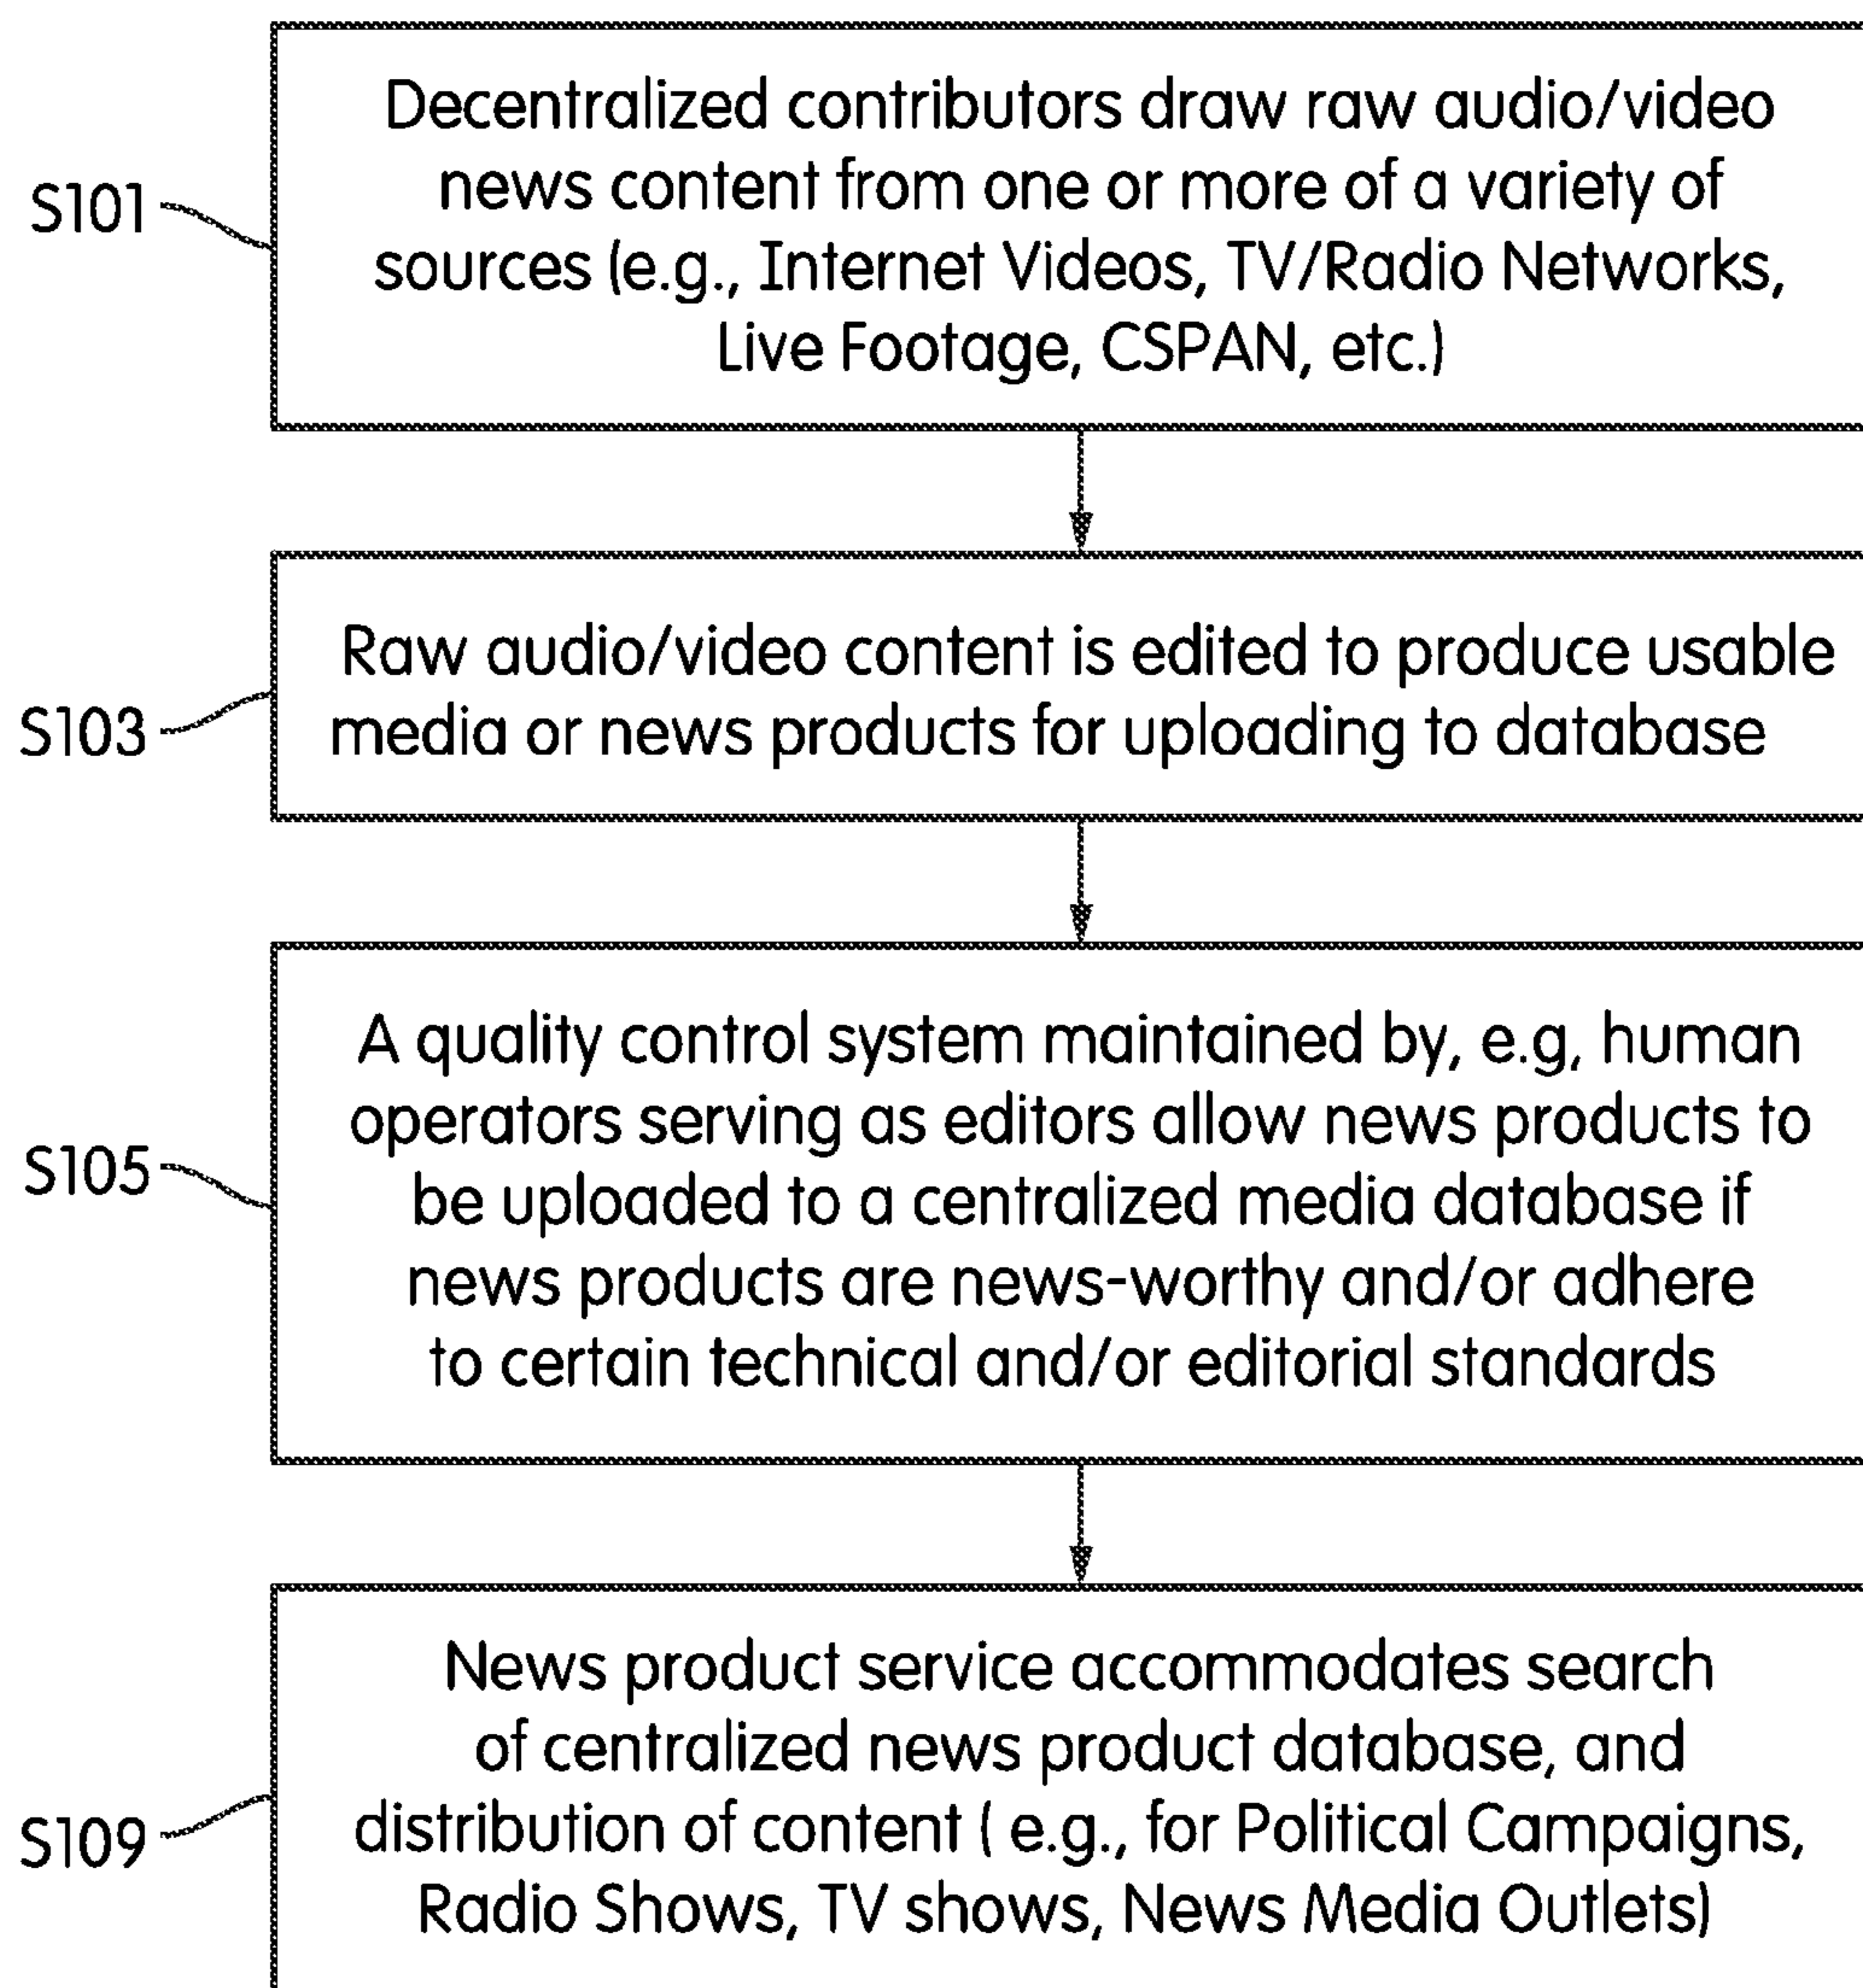 Decentralized contributors draw raw audio/video
news content from one or more of a variety of
S101
sources (e.g., Internet Videos, TV/Radio Networks,
Live Footage, CSPAN, etc.)
Raw audio/video content is edited to produce usable
S103
media or news products for uploading to database
A quality control system maintained by, e.g, human
operators serving as editors allow news products to
S105
be uploaded to a centralized media database if
news products are news-worthy and/or adhere
to certain technical and/or editorial standards
News product service accommodates search
of centralized news product database, and
S109
distribution of content ( e.g., for Political Campaigns,
Radio Shows, TV shows, News Media Outlets)